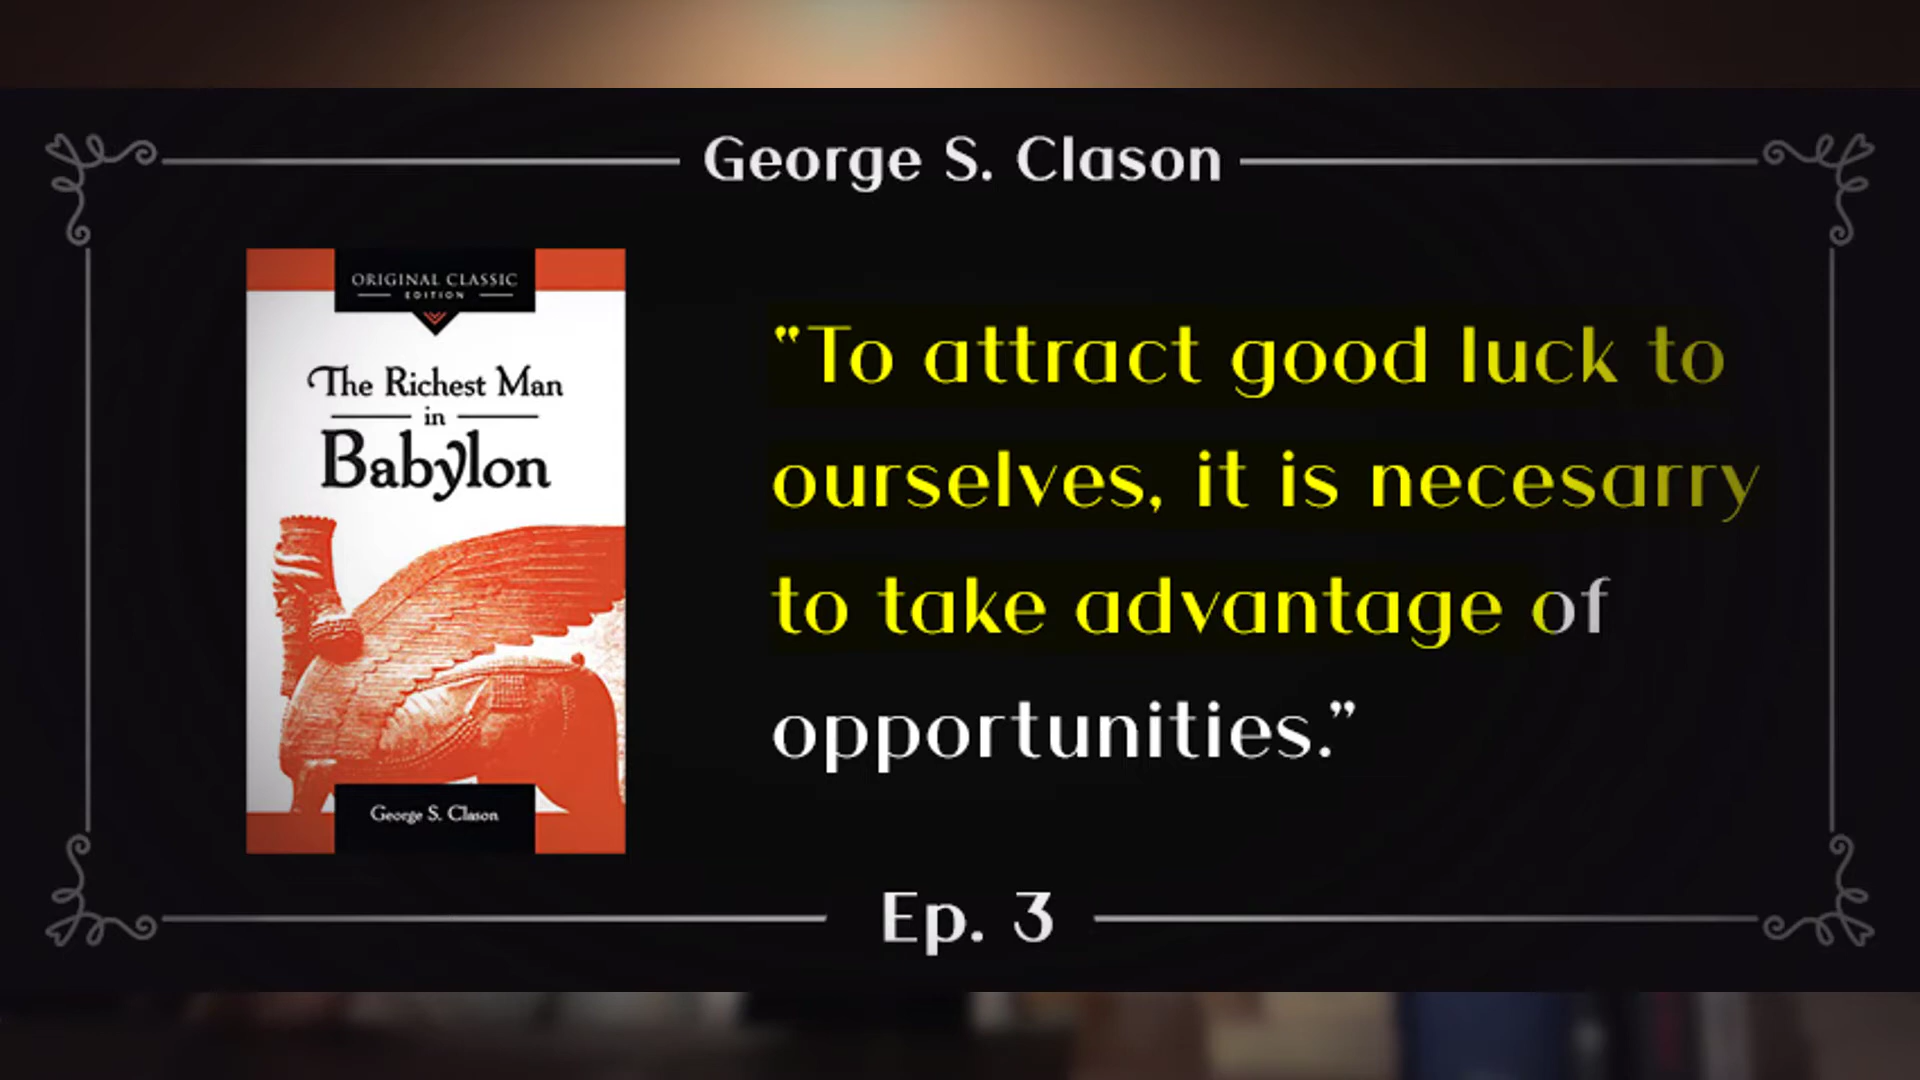 George S. Clason
ORIGINAL CLASSIC
EDITION
The Richest Man
in
Babylon
George S. Clason
“To attract good luck to
ourselves, it is necesarry
to take advantage of
opportunities.”
Ep. 3